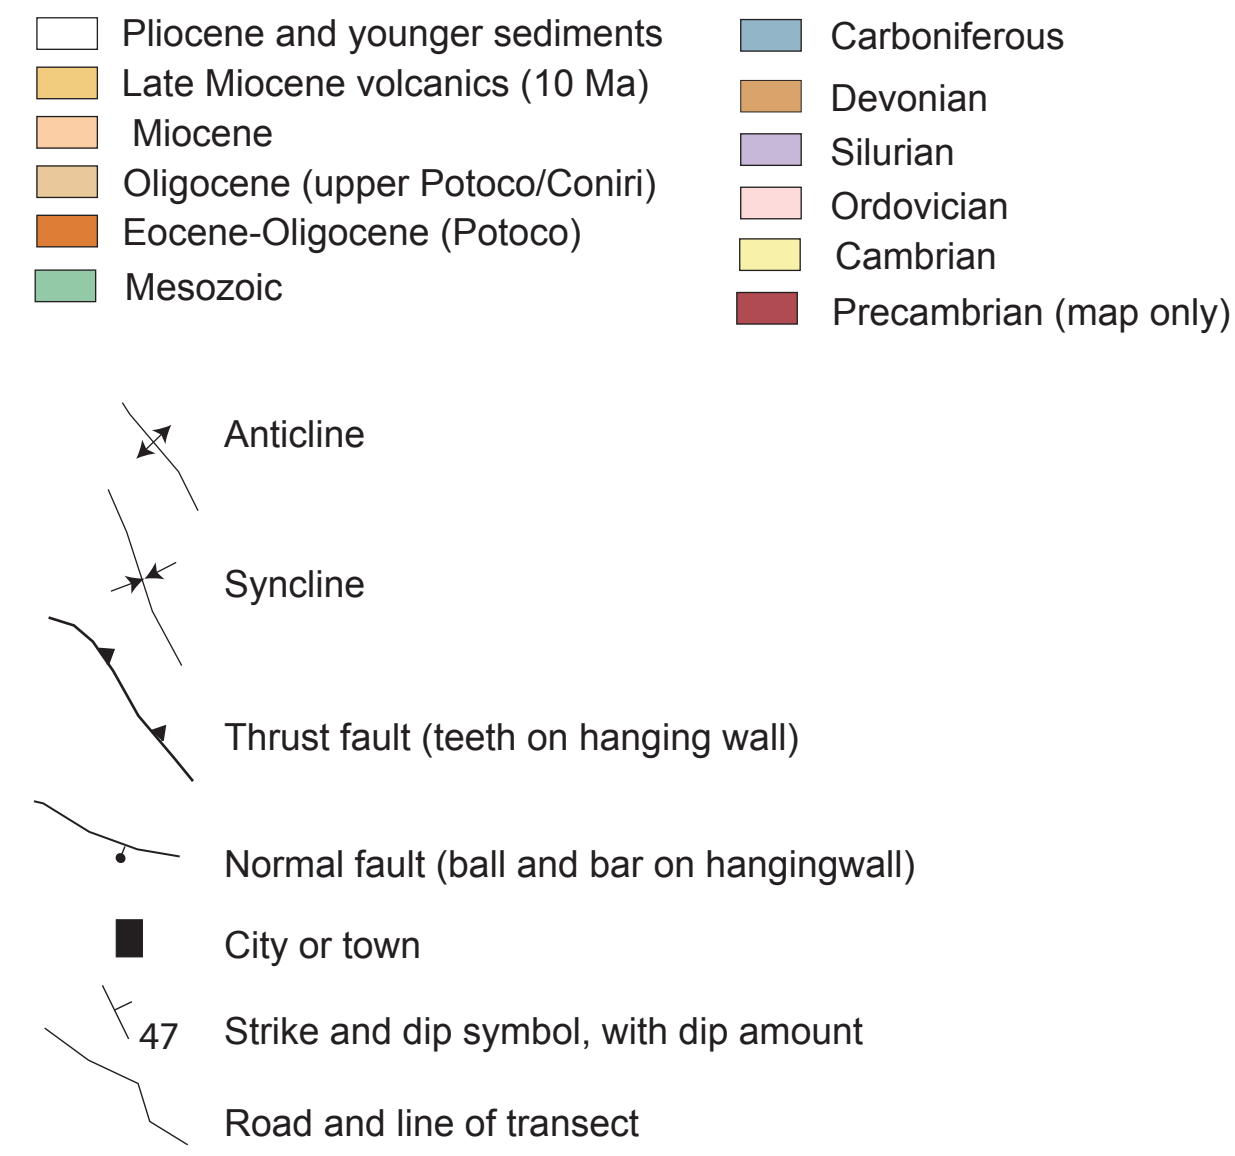 Pliocene and younger sediments
Late Miocene volcanics (10 Ma)
Miocene
Oligocene (upper Potoco/Coniri)
Eocene-Oligocene (Potoco)
Mesozoic
Carboniferous
Devonian
Silurian
Ordovician
Cambrian
Precambrian (map only)
Anticline
Syncline
Thrust fault (teeth on hanging wall)
Normal fault (ball and bar on hangingwall)
City or town
47 Strike and dip symbol, with dip amount
Road and line of transect